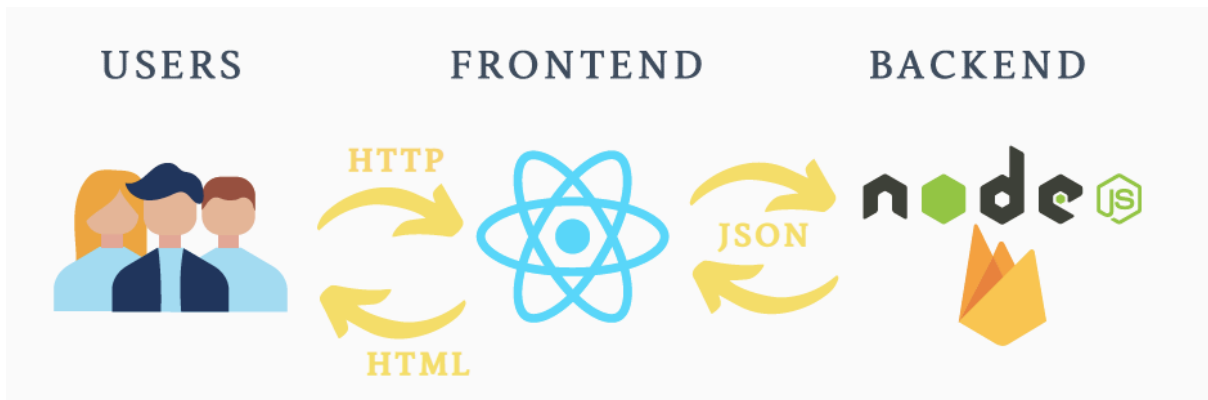 USERS
FRONTEND
BACKEND
HTTP
HTML
JSON
node
JS